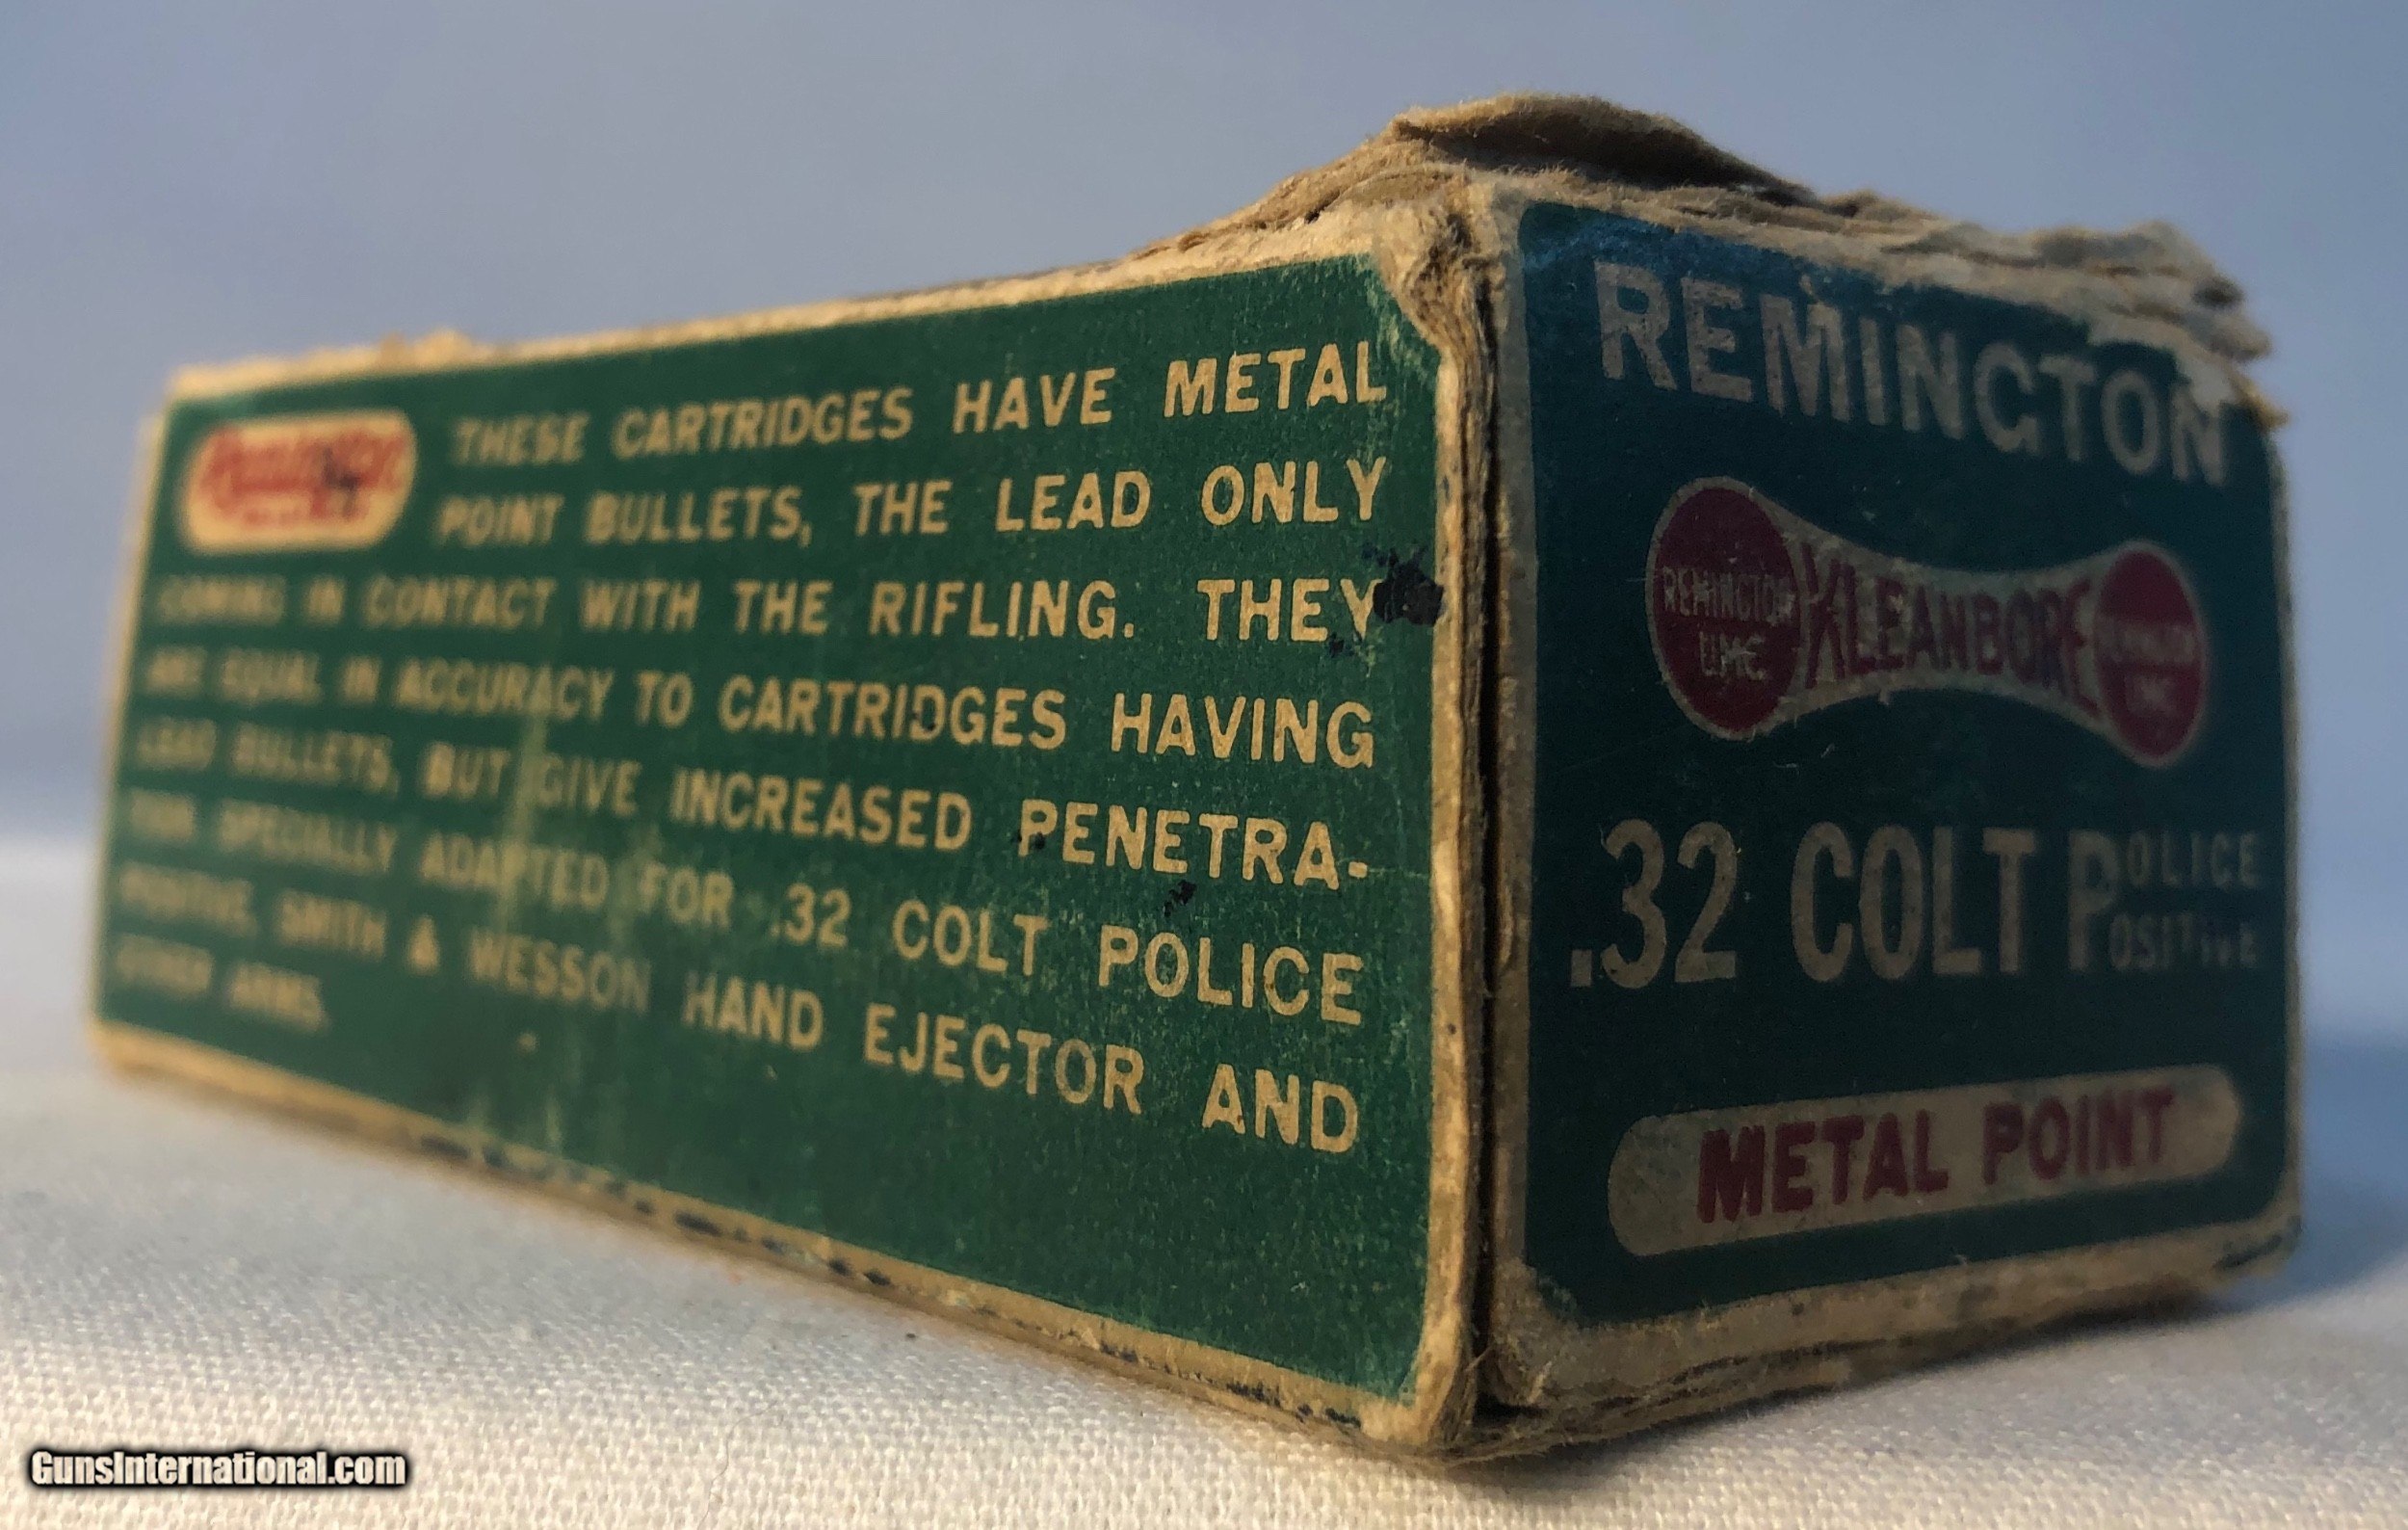 Remington
THESE CARTRIDGES HAVE METAL
POINT BULLETS, THE LEAD ONLY
COMING IN CONTACT WITH THE RIFLING. THEY
ARE EQUAL IN ACCURACY TO CARTRIDGES HAVING
LEAD BULLETS, BUT GIVE INCREASED PENETRA-
TION SPECIALLY ADAPTED FOR .32 COLT POLICE
POSITIVE, SMITH & WESSON HAND EJECTOR AND
OTHER ARMS.
REMINGTON
REMINGTON
UMC
KLEANBORE
REMINGTON
UMC
.32 COLT POLICE
POSITIVE
METAL POINT
GunsInternational.com